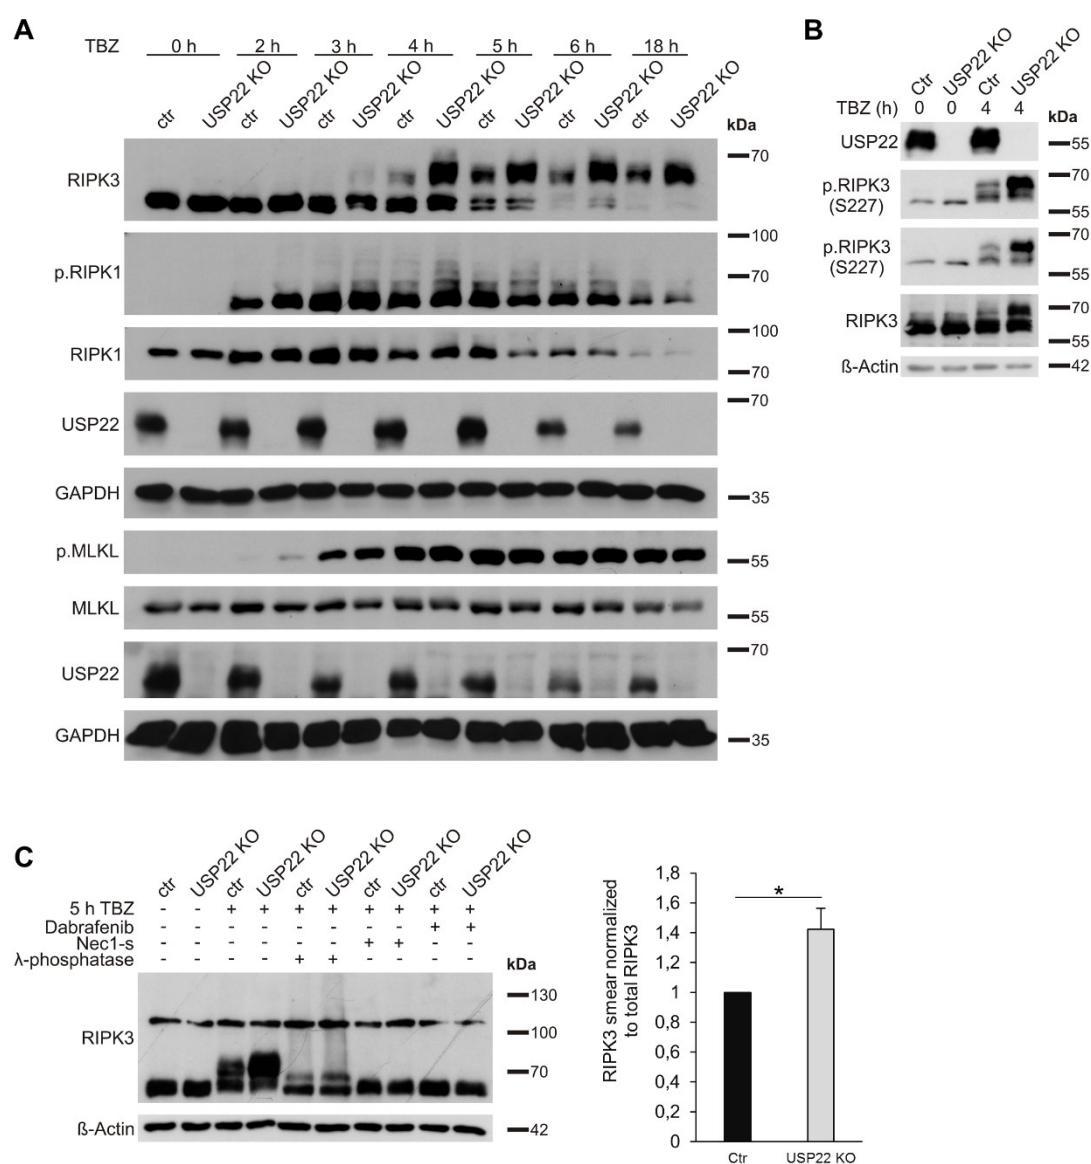 A
TBZ 0 h 2 h 3 h 4 h 5 h 6 h 18 h
ctr USP22 KO ctr USP22 KO ctr USP22 KO ctr USP22 KO ctr USP22 KO ctr USP22 KO ctr USP22 KO
kDa
RIPK3
70
p.RIPK1
100
70
RIPK1
100
70
USP22
70
GAPDH
35
p.MLKL
55
MLKL
55
USP22
70
GAPDH
35
B
Ctr USP22 KO Ctr USP22 KO
TBZ (h) 0 0 4 4
kDa
USP22
55
p.RIPK3
(S227)
70
55
p.RIPK3
(S227)
70
55
RIPK3
70
55
ß-Actin
42
C
ctr USP22 KO ctr USP22 KO ctr USP22 KO ctr USP22 KO ctr USP22 KO
5 h TBZ - - + + + + + + + +
Dabrafenib - - - - - - - - + +
Nec1-s - - - - - - + + - -
λ-phosphatase - - - - + + - - - -
kDa
RIPK3
130
100
70
ß-Actin
42
RIPK3 smear normalized
to total RIPK3
1,8
1,6
1,4
1,2
1
0,8
0,6
0,4
0,2
0
*
Ctr USP22 KO